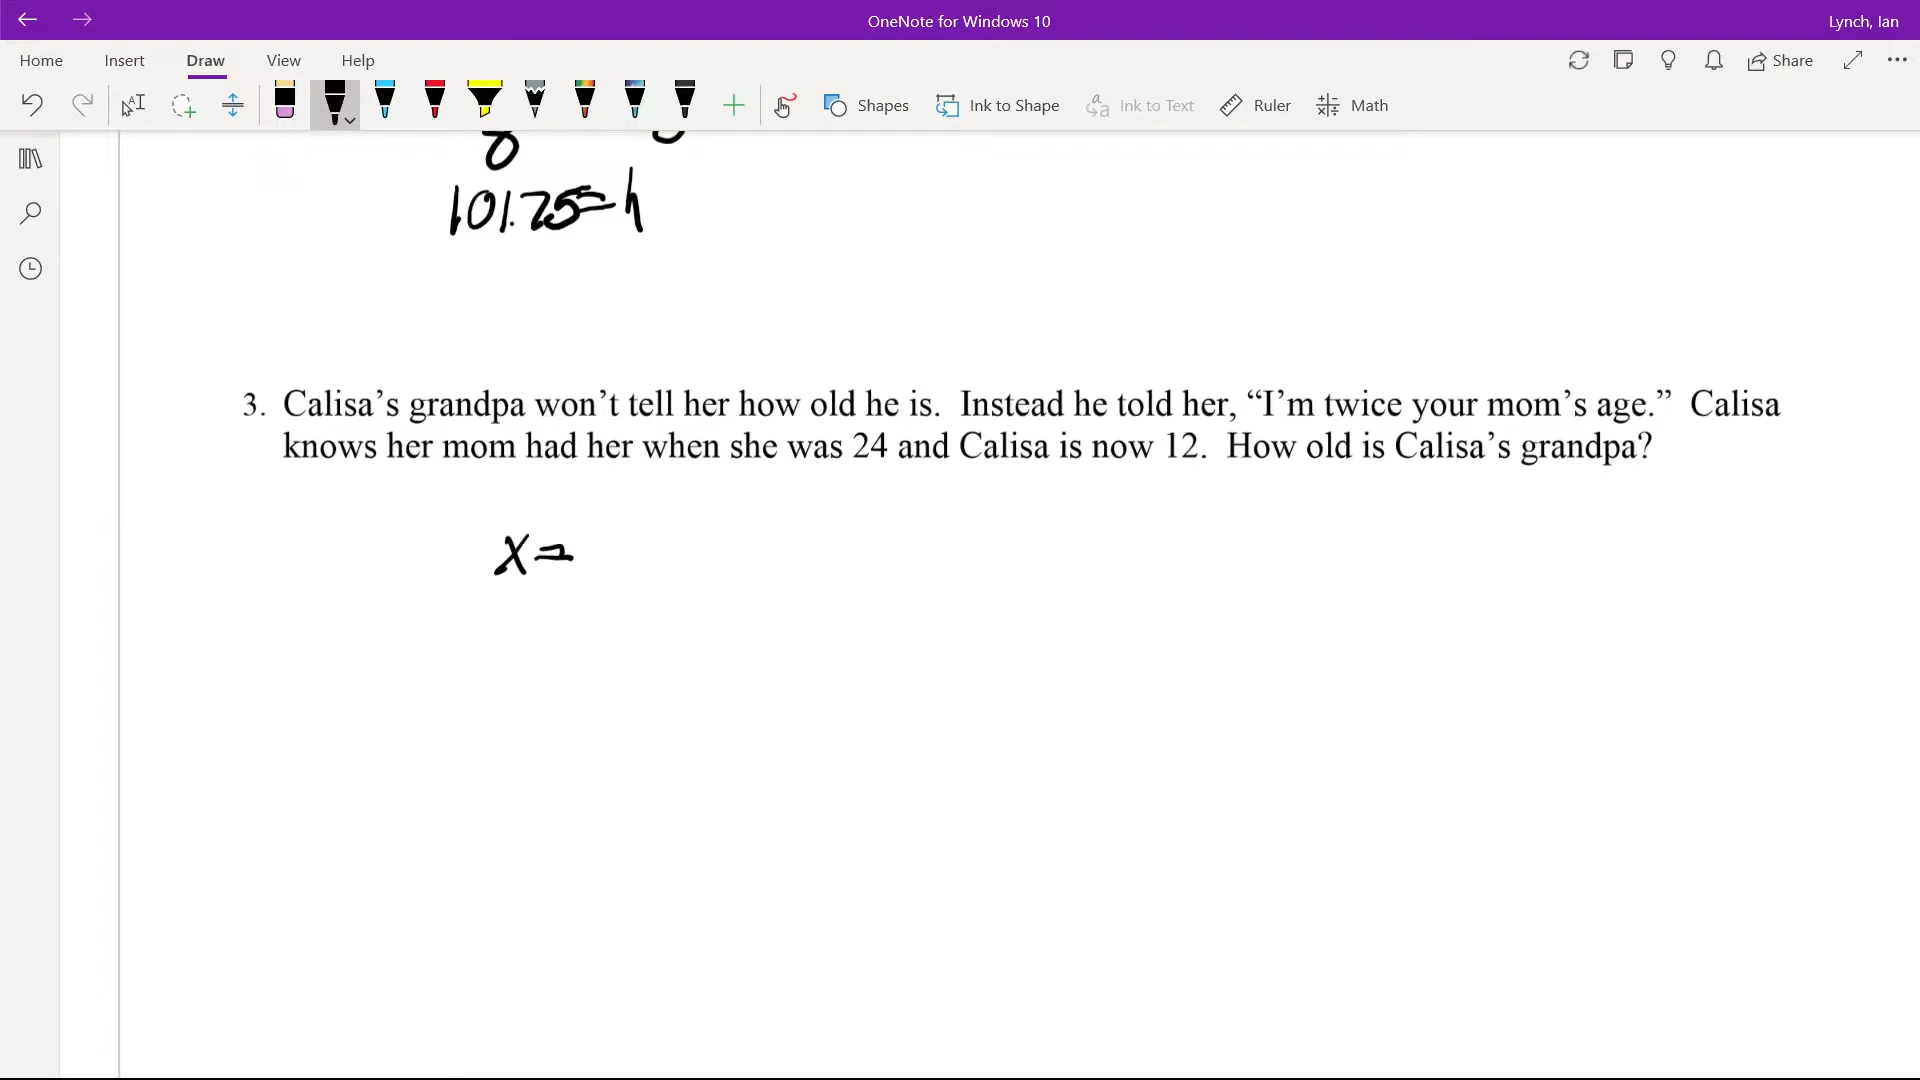 OneNote for Windows 10
Lynch, Ian
Home Insert Draw View Help
Share
Shapes Ink to Shape Ink to Text Ruler Math
101.75=h
3. Calisa’s grandpa won’t tell her how old he is. Instead he told her, “I’m twice your mom’s age.” Calisa
knows her mom had her when she was 24 and Calisa is now 12. How old is Calisa’s grandpa?
x=